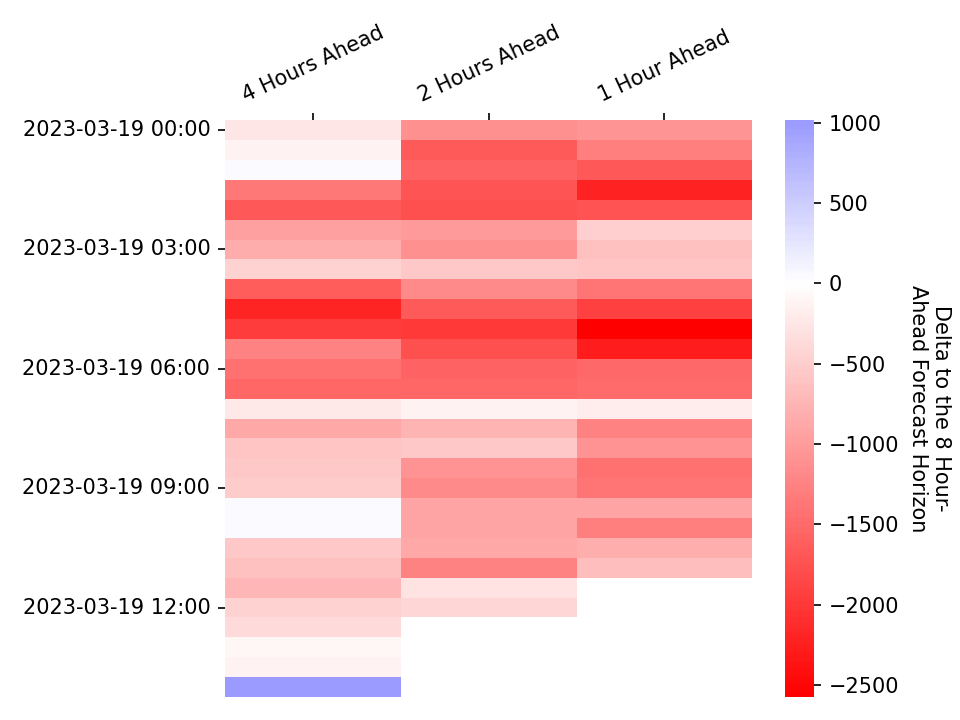 4 Hours Ahead
2 Hours Ahead
1 Hour Ahead
2023-03-19 00:00
2023-03-19 03:00
2023-03-19 06:00
2023-03-19 09:00
2023-03-19 12:00
1000
500
0
−500
−1000
−1500
−2000
−2500
Delta to the 8 Hour-
Ahead Forecast Horizon